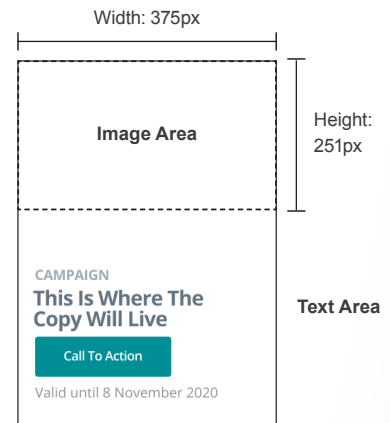 Width: 375px
Image Area
Height:
251px
CAMPAIGN
This Is Where The
Copy Will Live
Text Area
Call To Action
Valid until 8 November 2020